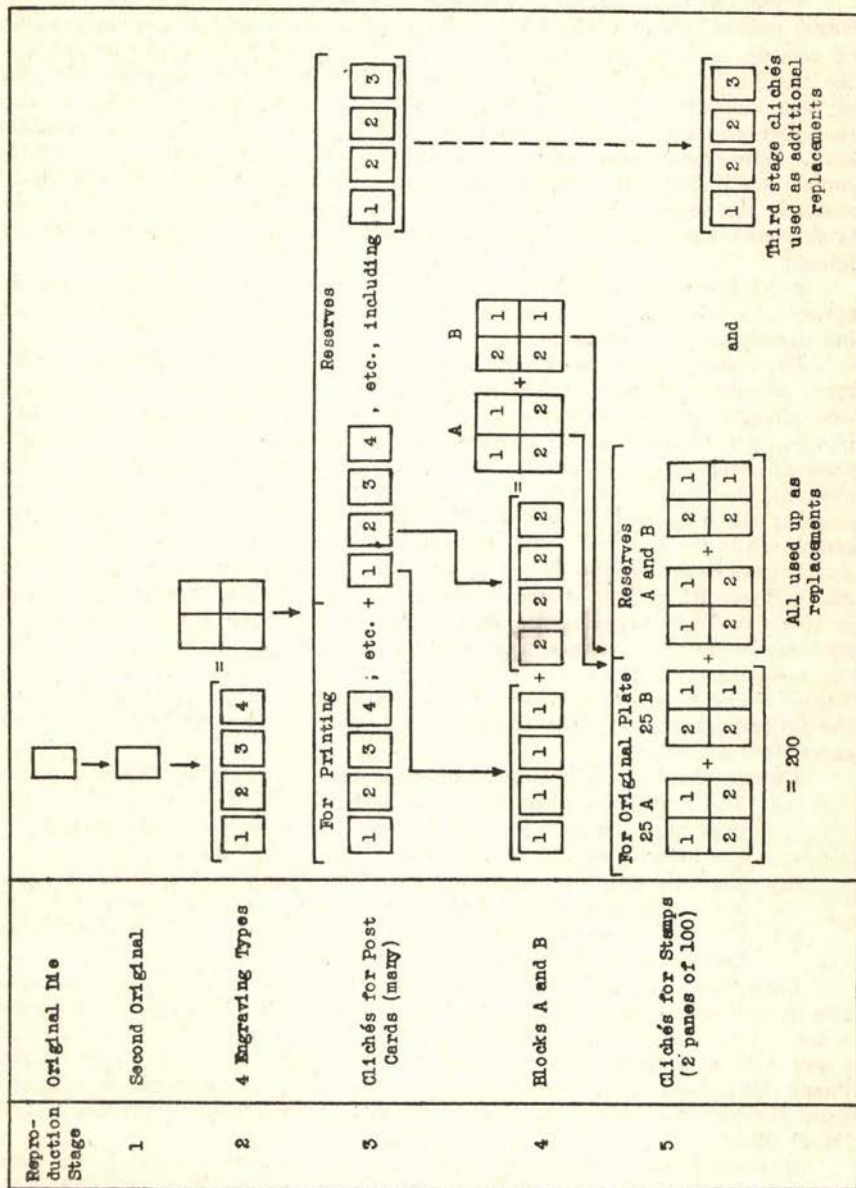 Repro-
duction
Stage
Original Die
1
Second Original
2
4 Engraving Types
1 2 3 4
=
3
Clichés for Post
Cards (many)
For Printing
Reserves
1 2 3 4 ; etc. + 1 2 3 4 , etc., including 1 2 2 3
4
Blocks A and B
A
B
1 1 1 1 + 2 2 2 2 =
1 1 + 2 1
2 2 2 1
5
Clichés for Stamps
(2 panes of 100)
For Original Plate
25 A 25 B
Reserves
A and B
1 1 + 2 1 + 1 1 + 2 1
2 2 2 1 2 2 2 1
= 200
All used up as
replacements
and
1 2 2 3
Third stage clichés
used as additional
replacements